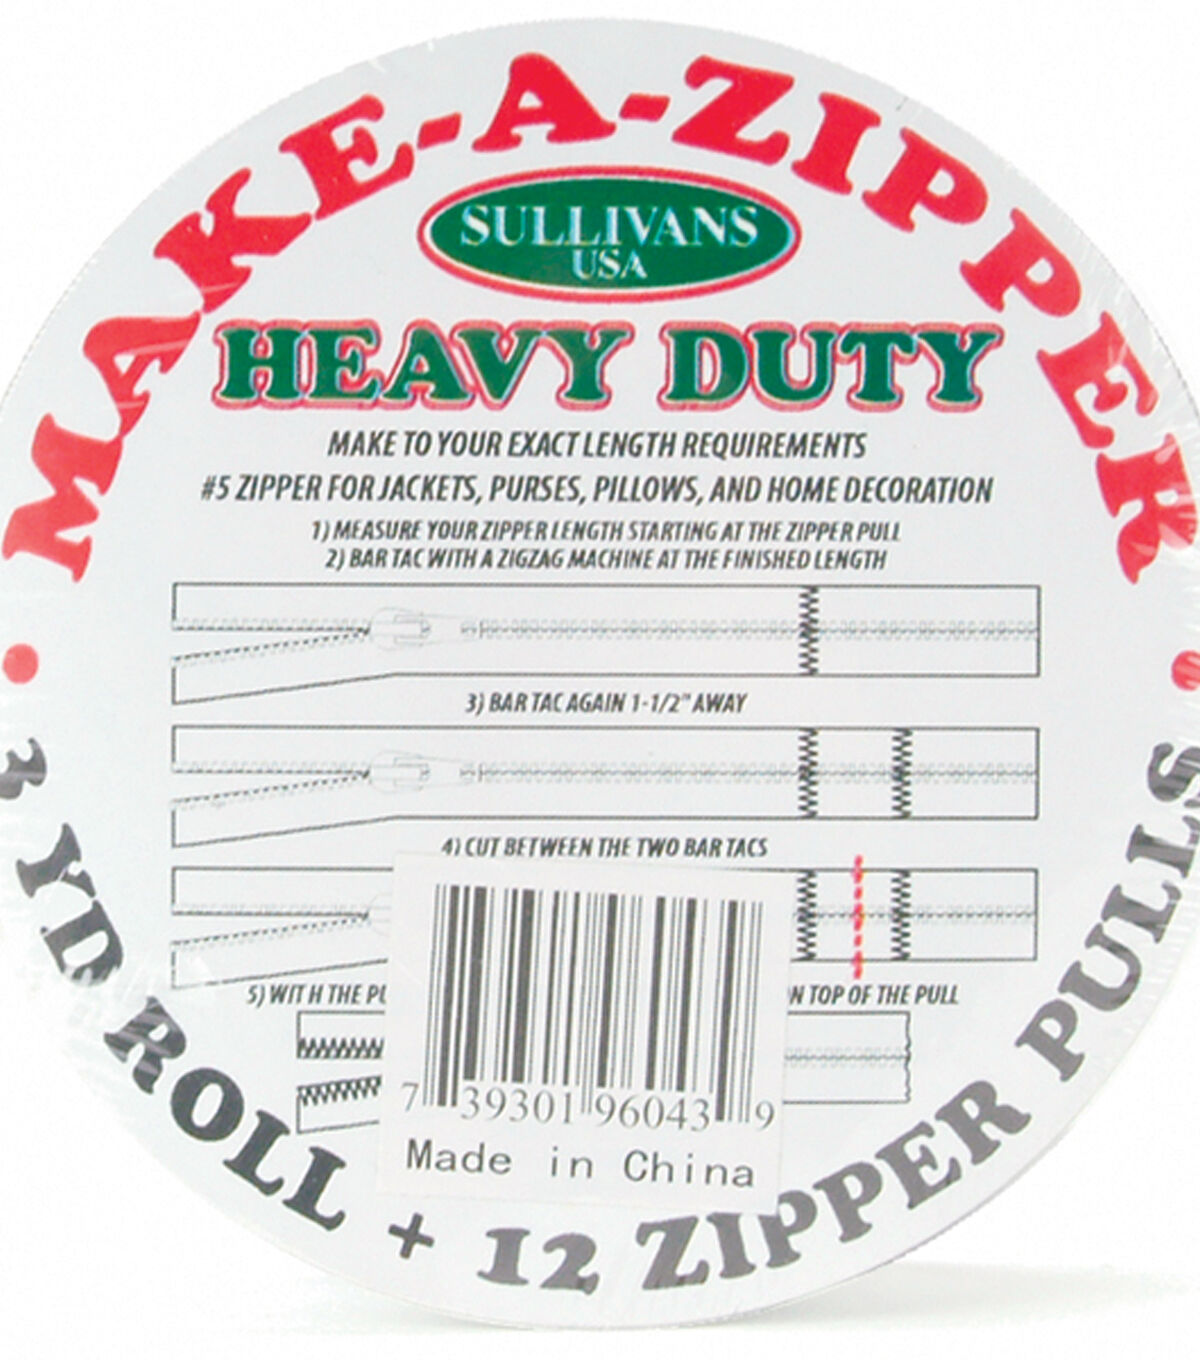 MAKE-A-ZIPPER
SULLIVANS
USA
HEAVY DUTY
MAKE TO YOUR EXACT LENGTH REQUIREMENTS
#5 ZIPPER FOR JACKETS, PURSES, PILLOWS, AND HOME DECORATION
1) MEASURE YOUR ZIPPER LENGTH STARTING AT THE ZIPPER PULL
2) BAR TAC WITH A ZIGZAG MACHINE AT THE FINISHED LENGTH
3) BAR TAC AGAIN 1-1/2" AWAY
4) CUT BETWEEN THE TWO BAR TACS
5) WITH THE
TOP OF THE PULL
7 39301 96043 9
Made in China
3 YD ROLL + 12 ZIPPER PULLS